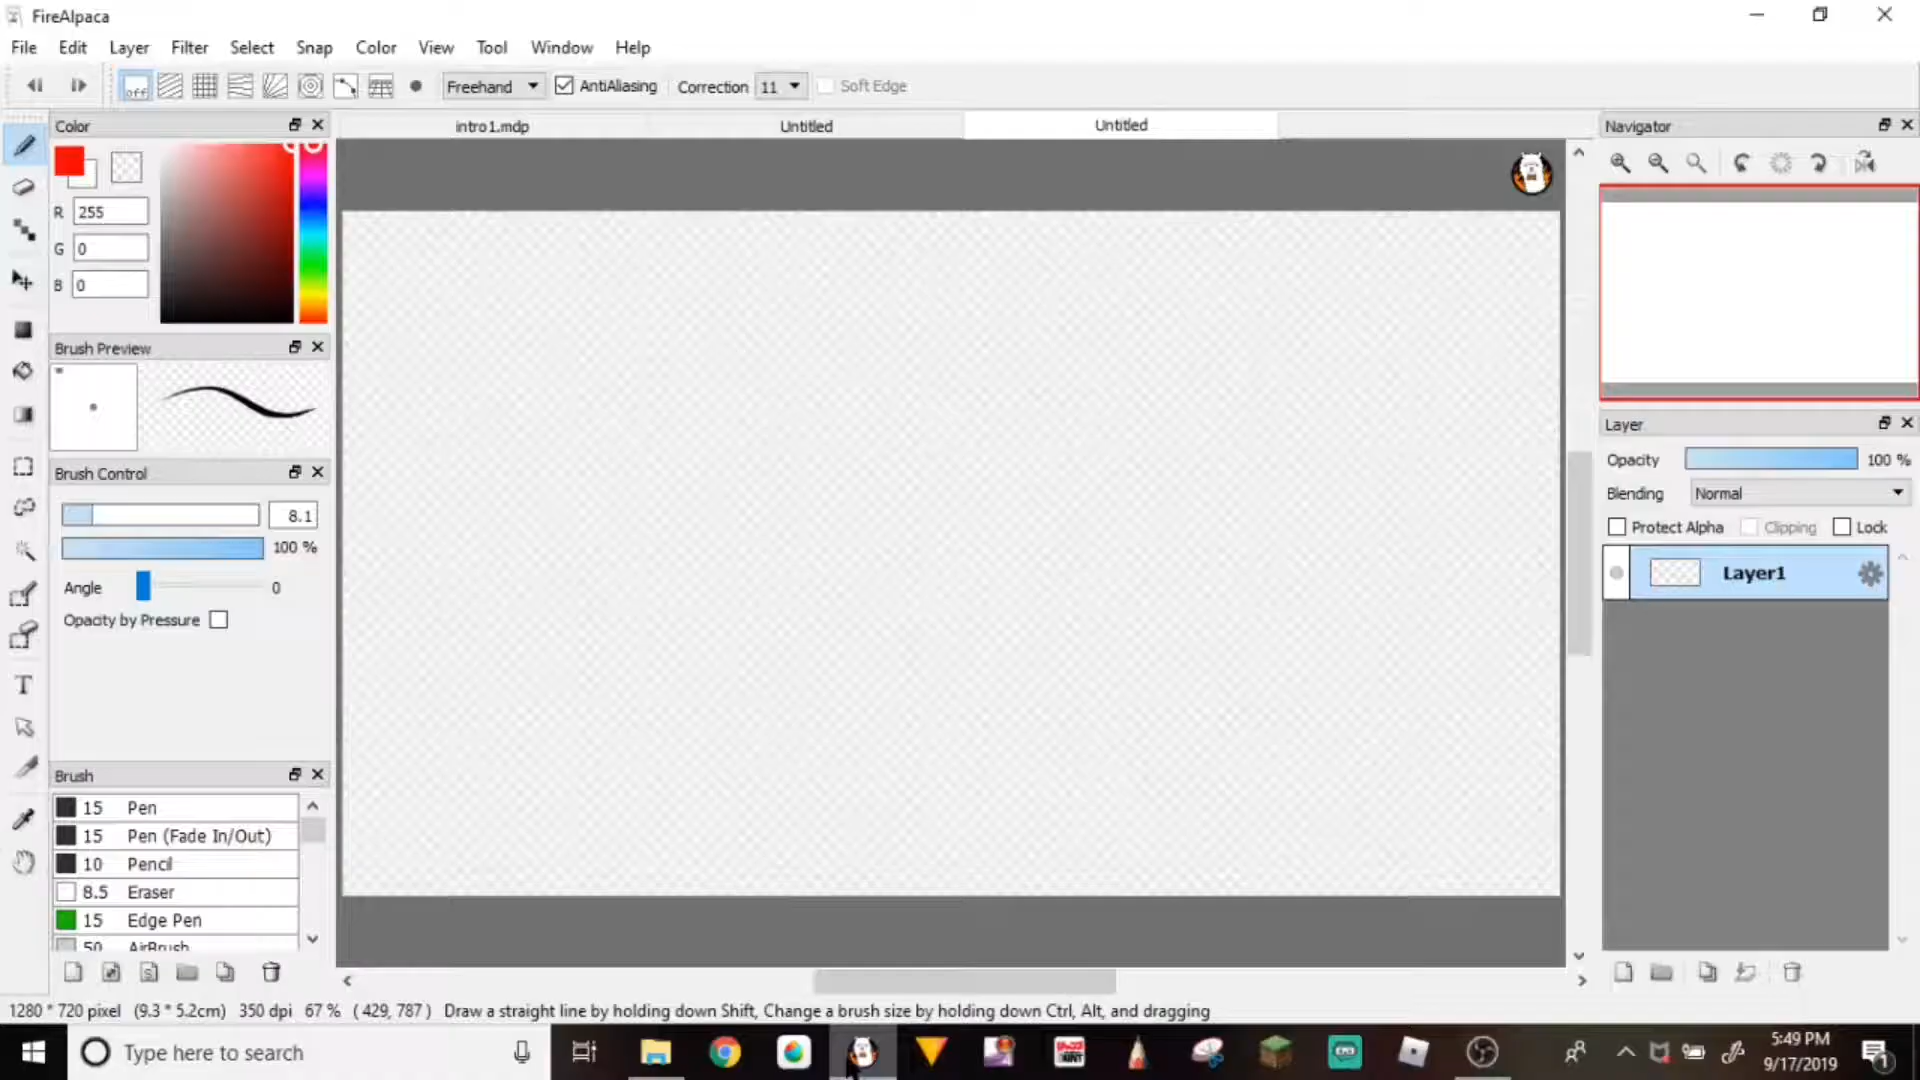 FireAlpaca
File Edit Layer Filter Select Snap Color View Tool Window Help
off Freehand AntiAliasing Correction 11 Soft Edge
Color
R 255
G 0
B 0
Brush Preview
Brush Control
8.1
100 %
Angle 0
Opacity by Pressure
Brush
15 Pen
15 Pen (Fade In/Out)
10 Pencil
8.5 Eraser
15 Edge Pen
50 AirBrush
intro1.mdp Untitled Untitled
Navigator
Layer
Opacity 100 %
Blending Normal
Protect Alpha Clipping Lock
Layer1
1280 * 720 pixel (9.3 * 5.2cm) 350 dpi 67 % ( 429, 787 ) Draw a straight line by holding down Shift, Change a brush size by holding down Ctrl, Alt, and dragging
Type here to search
5:49 PM
9/17/2019
1